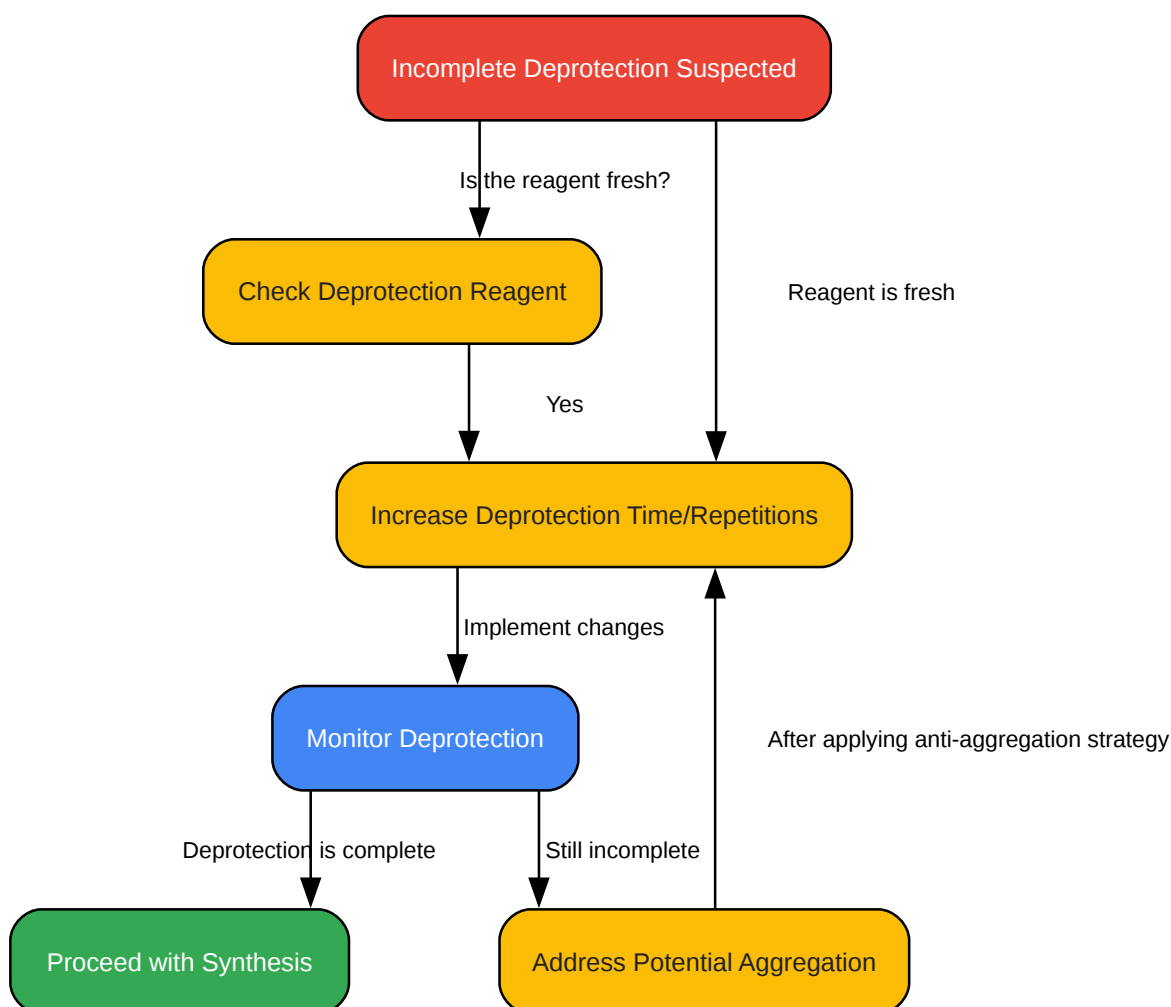 Incomplete Deprotection Suspected
Is the reagent fresh?
Check Deprotection Reagent
Reagent is fresh
Yes
Increase Deprotection Time/Repetitions
Implement changes
Monitor Deprotection
After applying anti-aggregation strategy
Deprotection is complete
Still incomplete
Proceed with Synthesis
Address Potential Aggregation